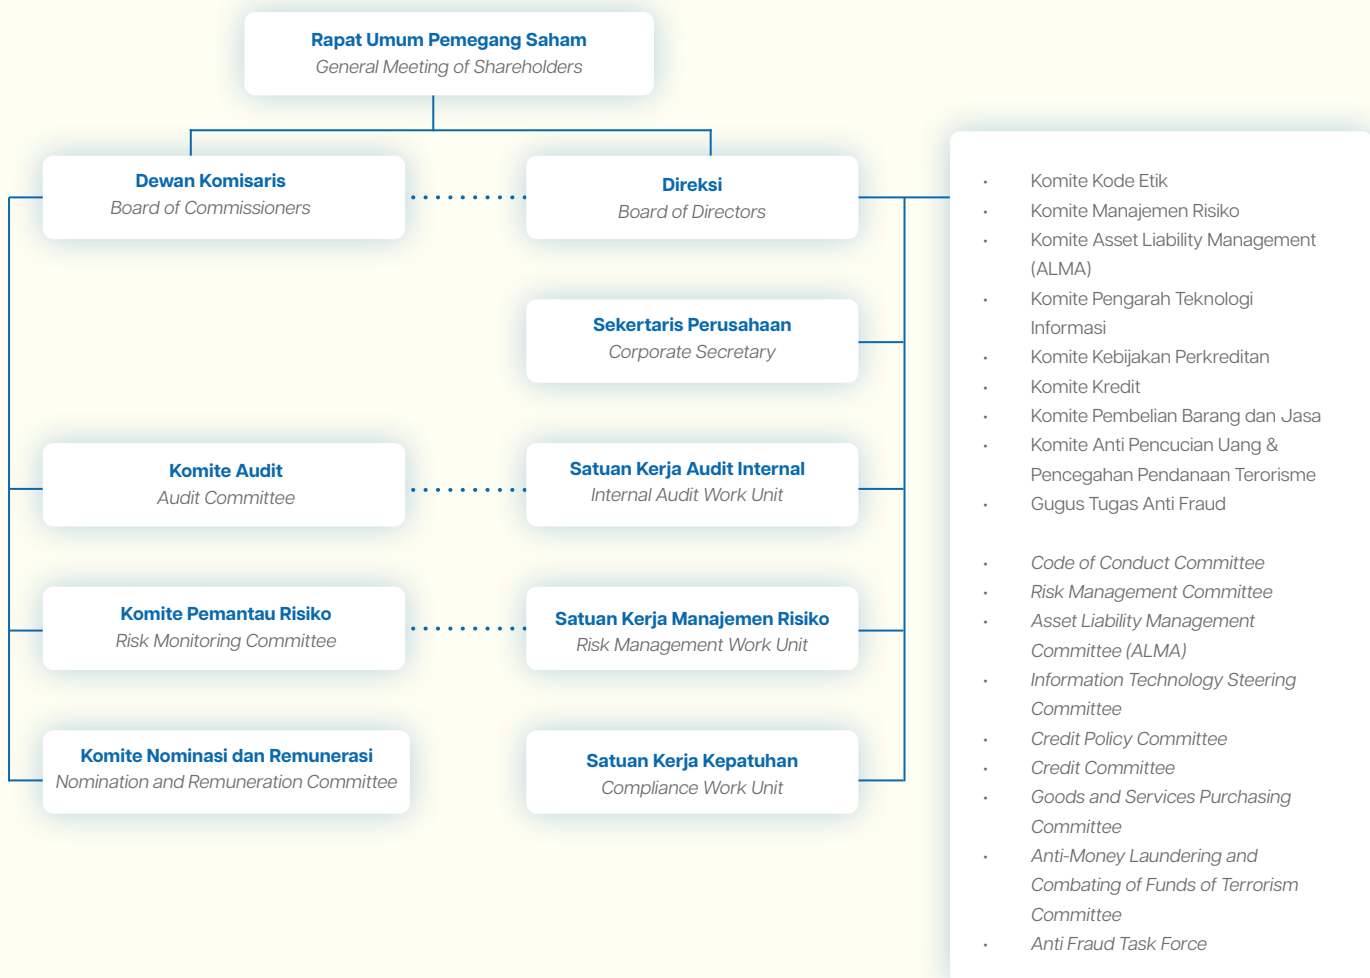 Rapat Umum Pemegang Saham
General Meeting of Shareholders
Dewan Komisaris
Board of Commissioners
Direksi
Board of Directors
Sekertaris Perusahaan
Corporate Secretary
Komite Audit
Audit Committee
Satuan Kerja Audit Internal
Internal Audit Work Unit
Komite Pemantau Risiko
Risk Monitoring Committee
Satuan Kerja Manajemen Risiko
Risk Management Work Unit
Komite Nominasi dan Remunerasi
Nomination and Remuneration Committee
Satuan Kerja Kepatuhan
Compliance Work Unit
• Komite Kode Etik
• Komite Manajemen Risiko
• Komite Asset Liability Management
(ALMA)
• Komite Pengarah Teknologi
Informasi
• Komite Kebijakan Perkreditan
• Komite Kredit
• Komite Pembelian Barang dan Jasa
• Komite Anti Pencucian Uang &
Pencegahan Pendanaan Terorisme
• Gugus Tugas Anti Fraud
• Code of Conduct Committee
• Risk Management Committee
• Asset Liability Management
Committee (ALMA)
• Information Technology Steering
Committee
• Credit Policy Committee
• Credit Committee
• Goods and Services Purchasing
Committee
• Anti-Money Laundering and
Combating of Funds of Terrorism
Committee
• Anti Fraud Task Force